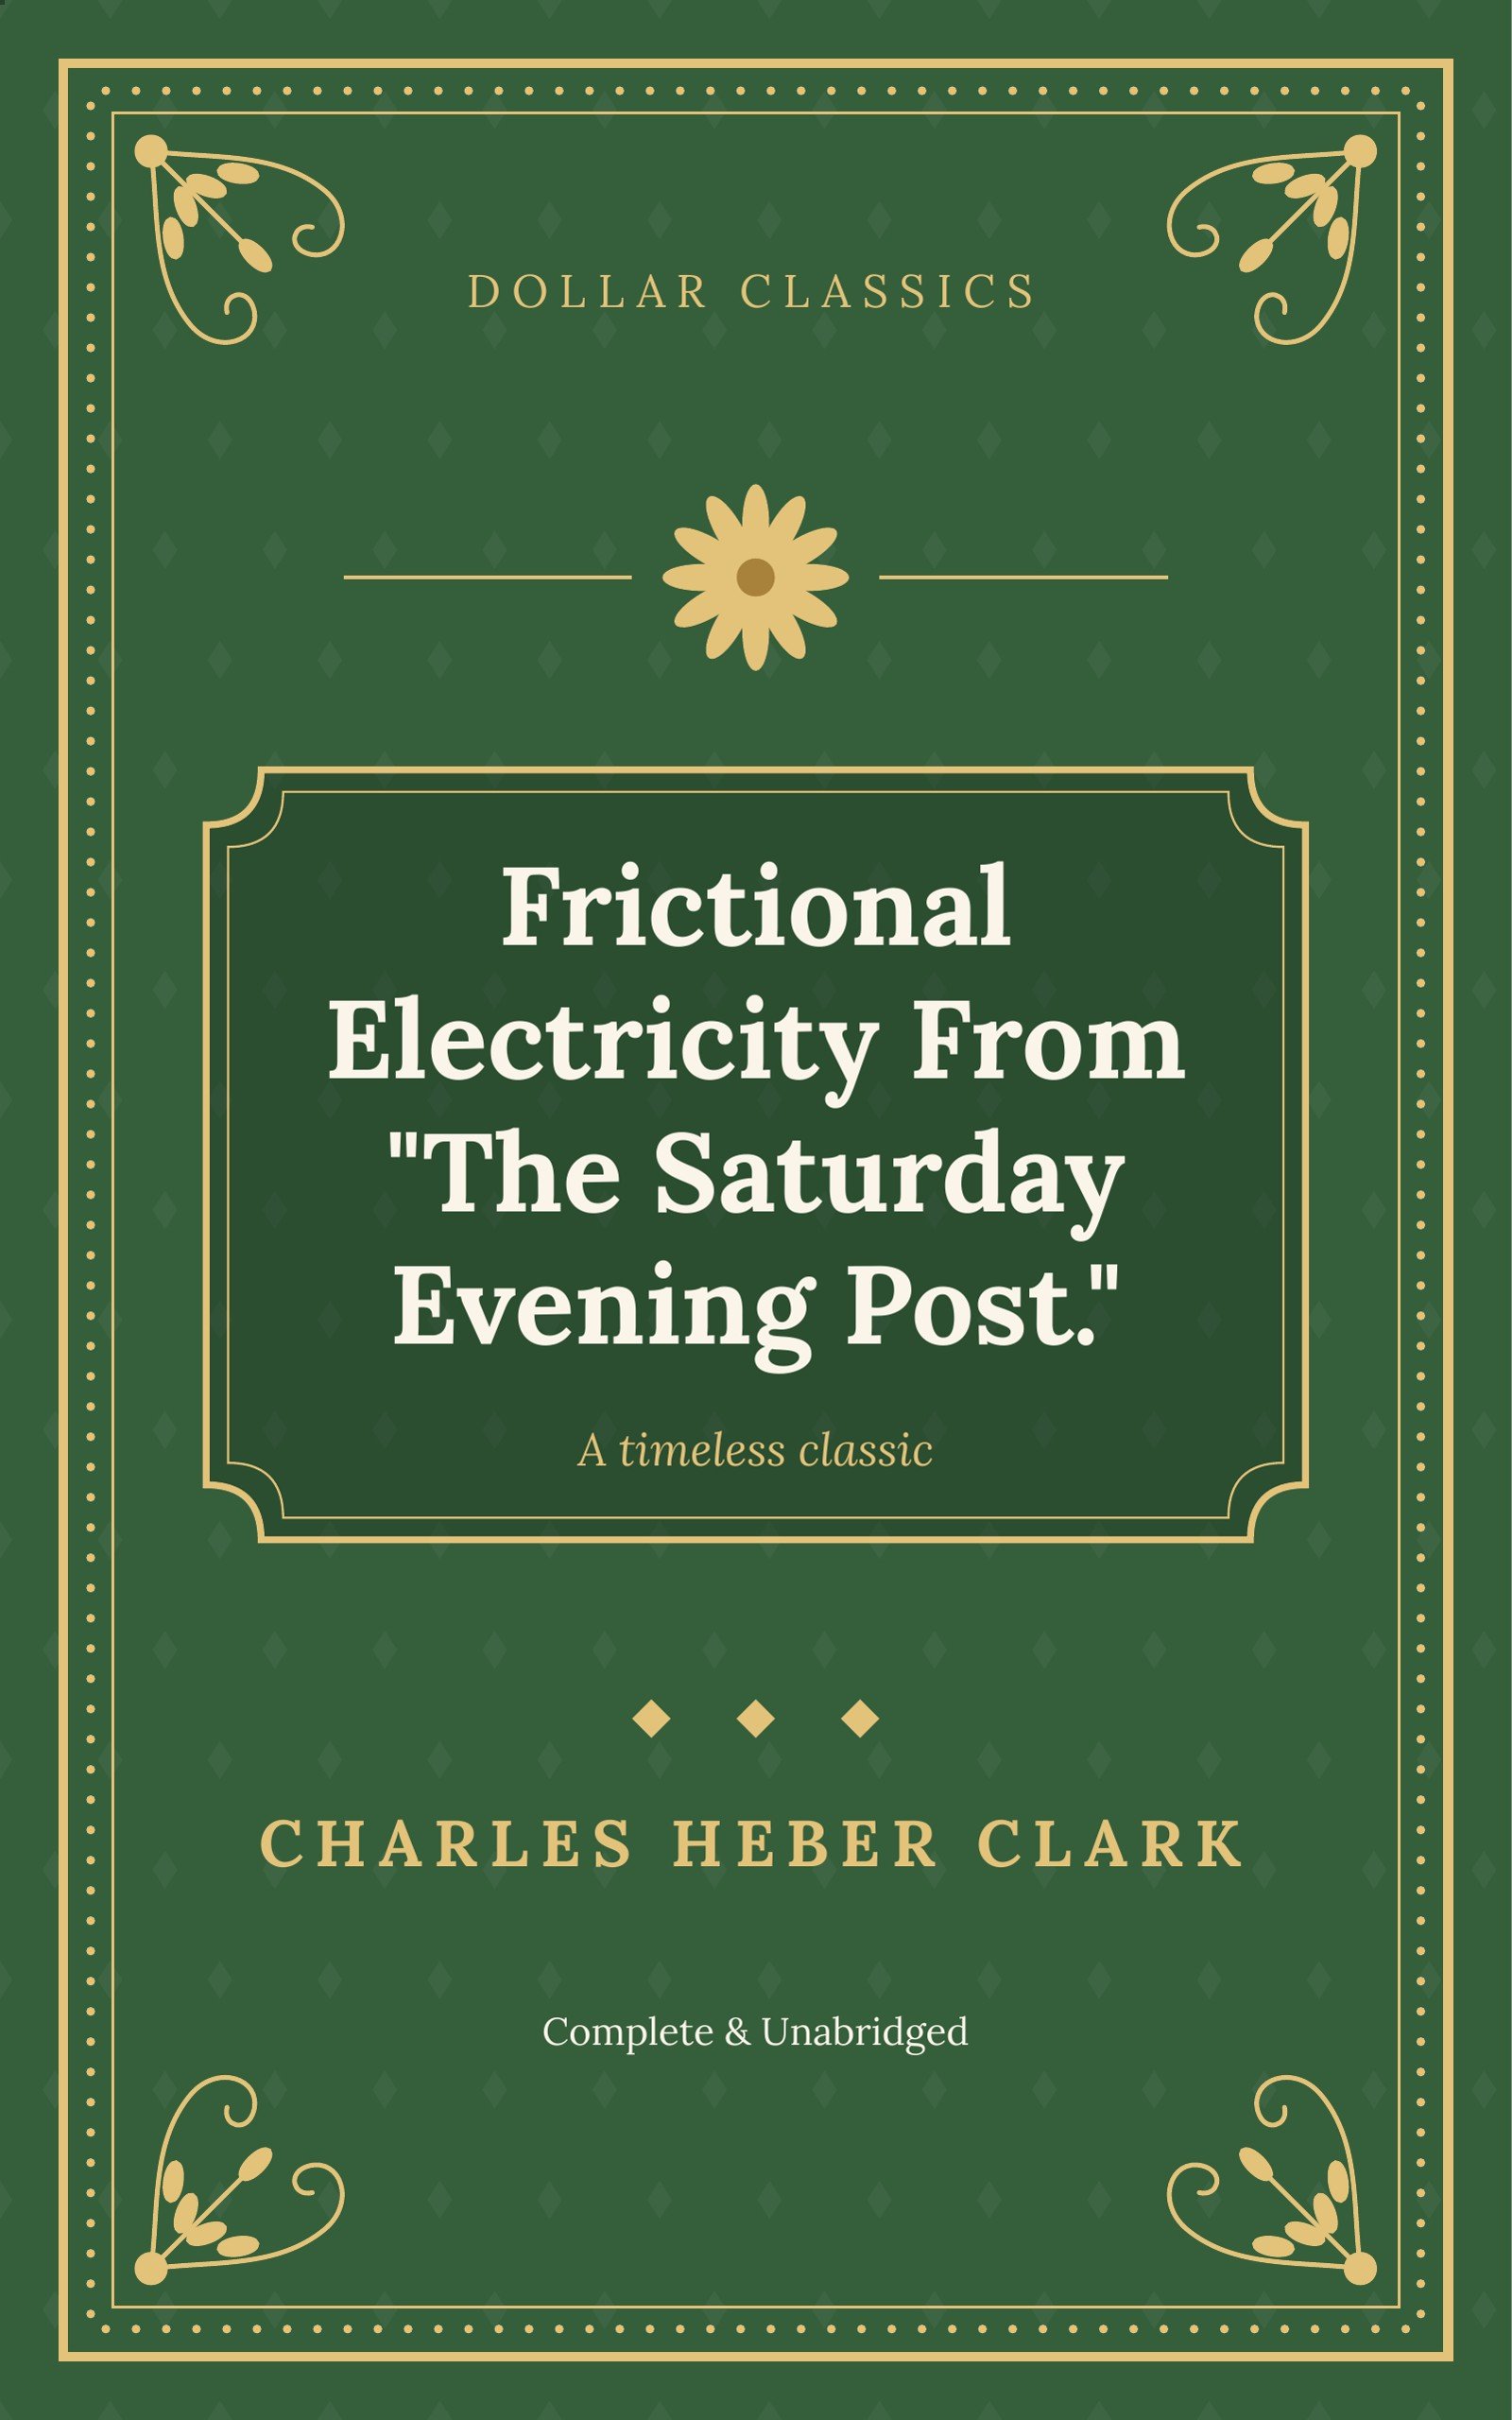 DOLLAR CLASSICS
Frictional
Electricity From
"The Saturday
Evening Post."
A timeless classic
CHARLES HEBER CLARK
Complete & Unabridged